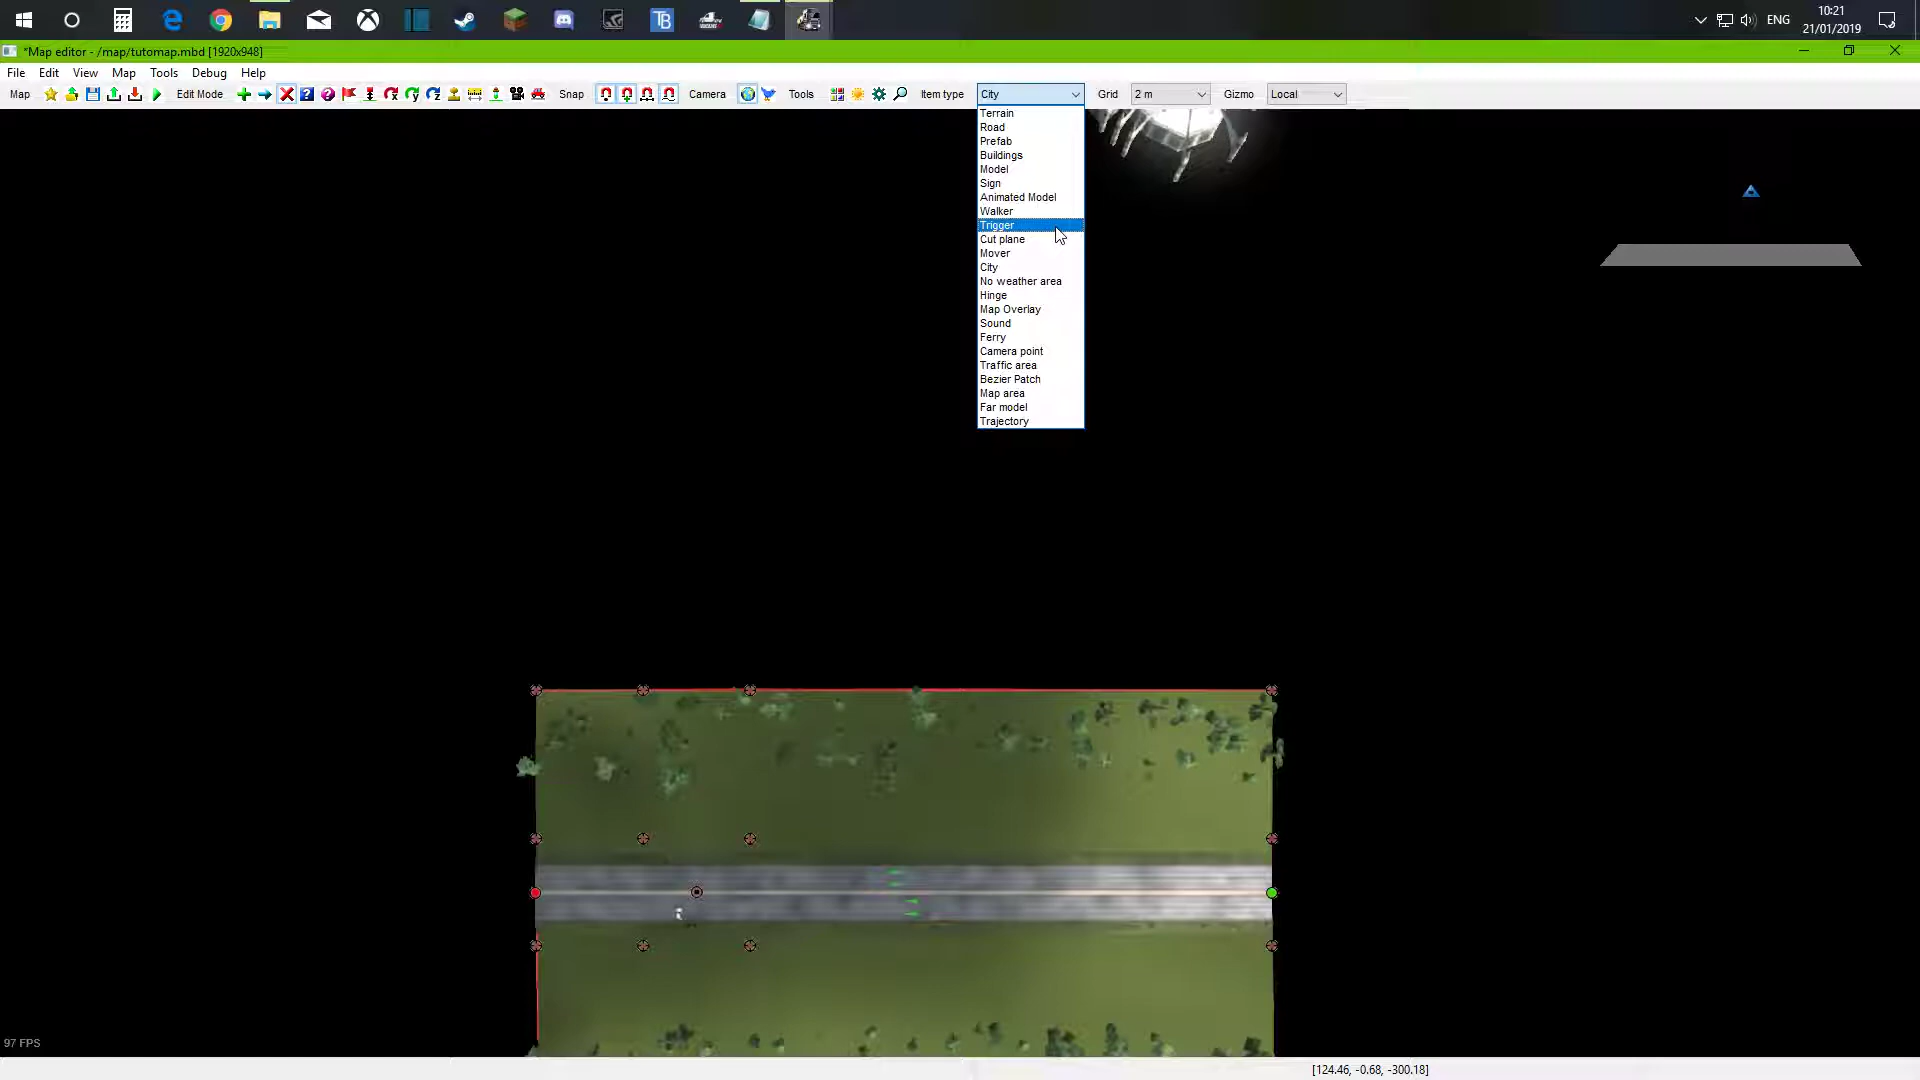 ENG
10:21
21/01/2019
TB
*Map editor - /map/tutomap.mbd [1920x948]
File Edit View Map Tools Debug Help
Map Edit Mode Snap Camera Tools Item type City Grid 2 m Gizmo Local
Terrain
Road
Prefab
Buildings
Model
Sign
Animated Model
Walker
Trigger
Cut plane
Mover
City
No weather area
Hinge
Map Overlay
Sound
Ferry
Camera point
Traffic area
Bezier Patch
Map area
Far model
Trajectory
97 FPS
[124.46, -0.68, -300.18]